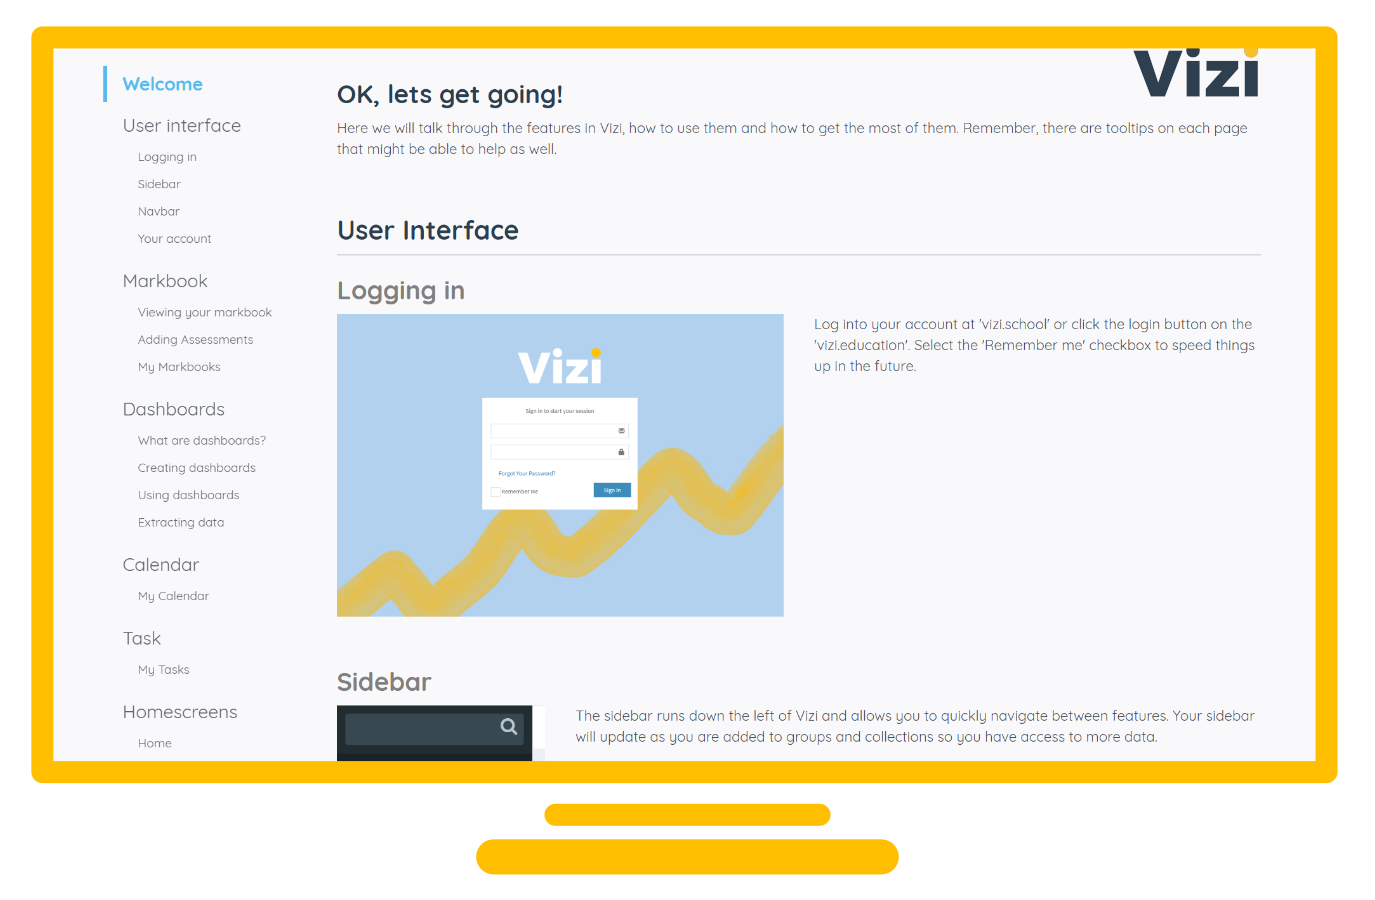 Vizi
Welcome
User interface
Logging in
Sidebar
Navbar
Your account
Markbook
Viewing your markbook
Adding Assessments
My Markbooks
Dashboards
What are dashboards?
Creating dashboards
Using dashboards
Extracting data
Calendar
My Calendar
Task
My Tasks
Homescreens
Home
OK, lets get going!
Here we will talk through the features in Vizi, how to use them and how to get the most of them. Remember, there are tooltips on each page
that might be able to help as well.
User Interface
Logging in
Vizi
Sign in to start your session
Forgot Your Password?
Remember Me
Sign In
Log into your account at 'vizi.school' or click the login button on the
'vizi.education'. Select the 'Remember me' checkbox to speed things
up in the future.
Sidebar
The sidebar runs down the left of Vizi and allows you to quickly navigate between features. Your sidebar
will update as you are added to groups and collections so you have access to more data.